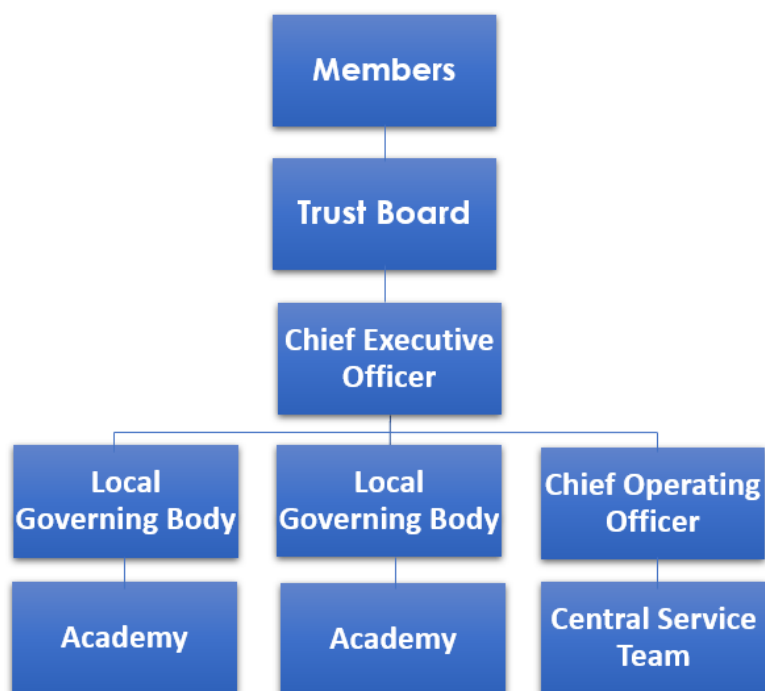 Members
Trust Board
Chief Executive
Officer
Local
Governing Body
Local
Governing Body
Chief Operating
Officer
Academy
Academy
Central Service
Team